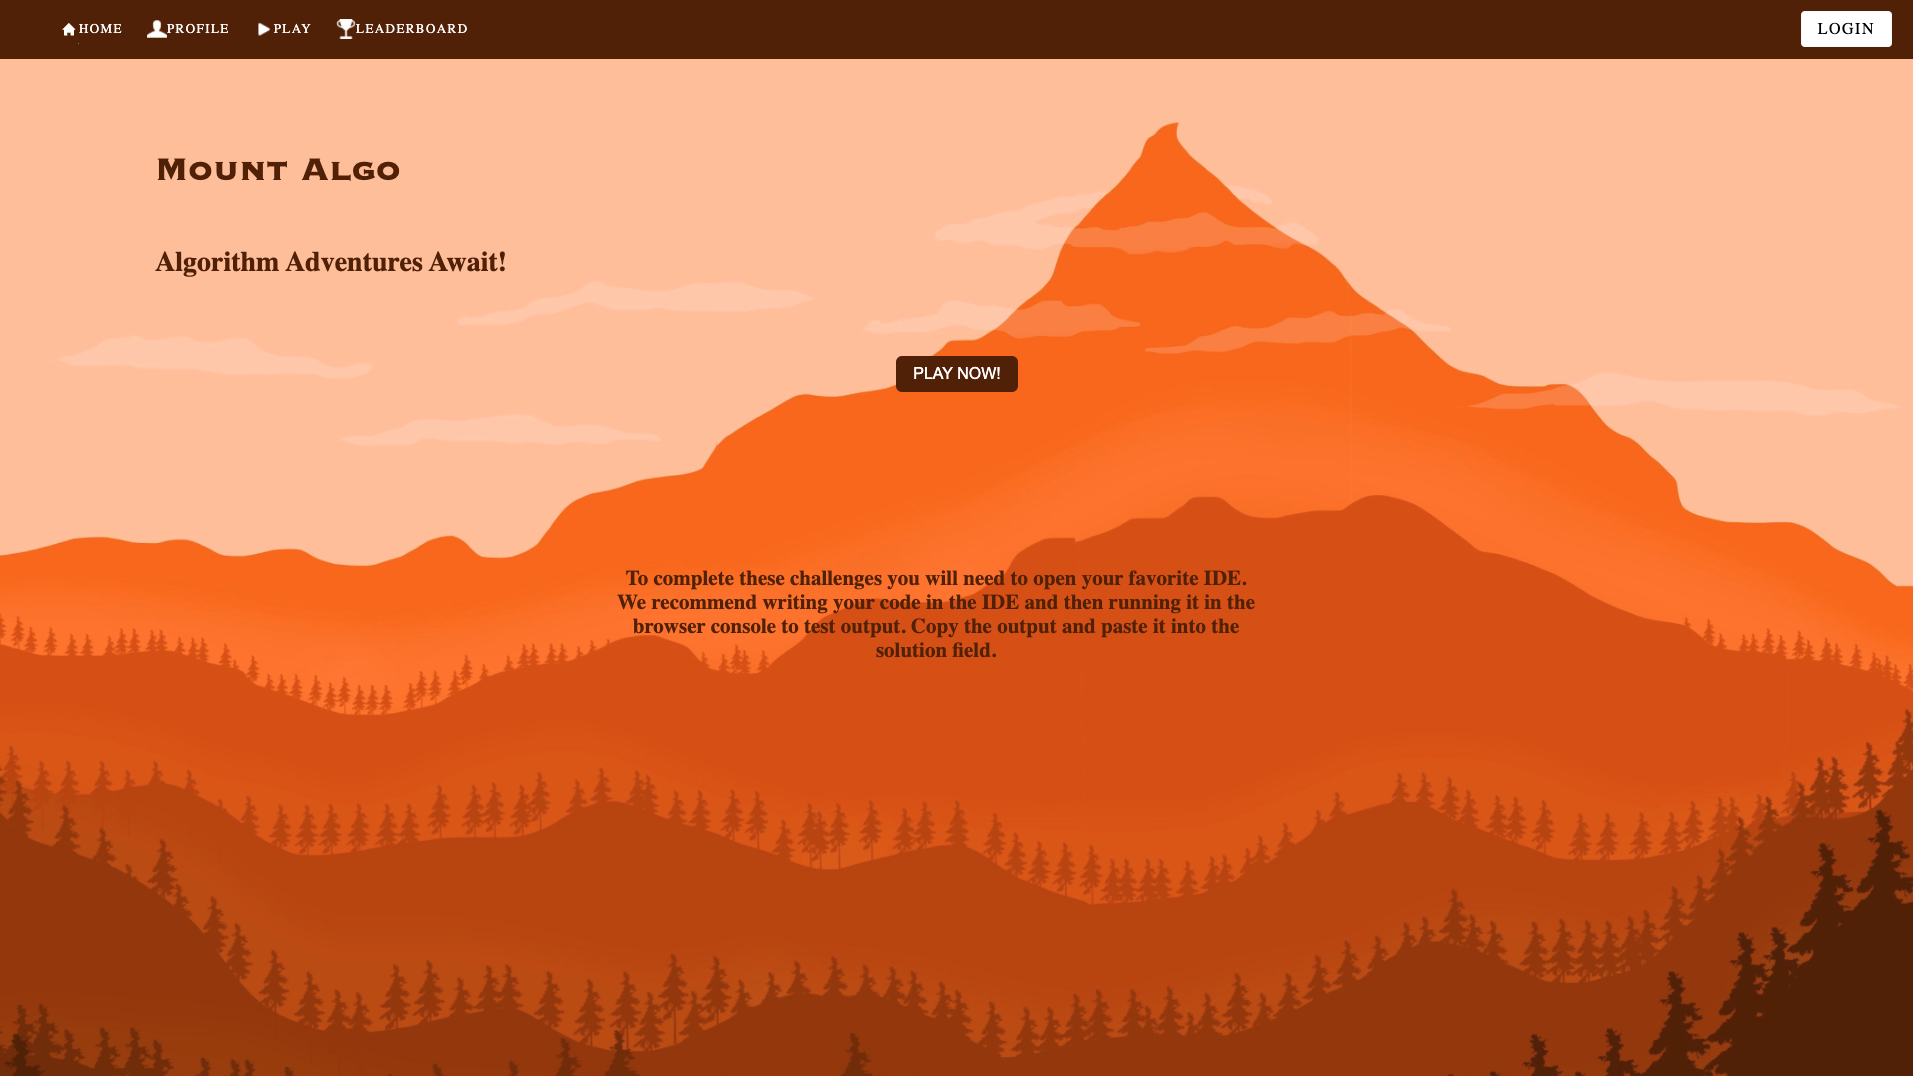 HOME PROFILE PLAY LEADERBOARD LOGIN
Mount Algo
Algorithm Adventures Await!
PLAY NOW!
To complete these challenges you will need to open your favorite IDE.
We recommend writing your code in the IDE and then running it in the
browser console to test output. Copy the output and paste it into the
solution field.